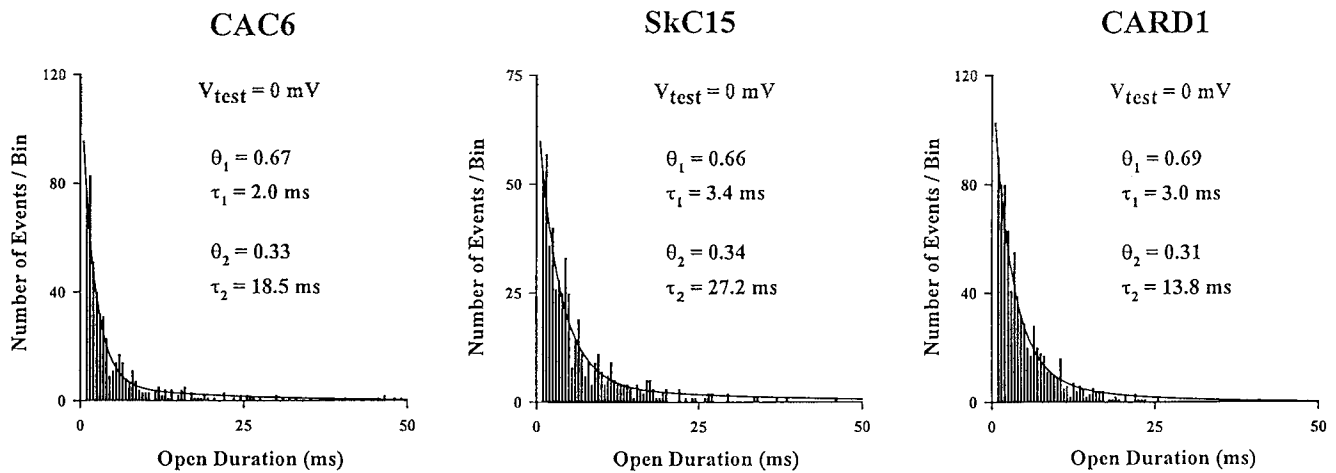 CAC6
Number of Events / Bin
120
80
40
0
V_test = 0 mV
θ₁ = 0.67
τ₁ = 2.0 ms
θ₂ = 0.33
τ₂ = 18.5 ms
0 25 50
Open Duration (ms)
SkC15
Number of Events / Bin
75
50
25
0
V_test = 0 mV
θ₁ = 0.66
τ₁ = 3.4 ms
θ₂ = 0.34
τ₂ = 27.2 ms
0 25 50
Open Duration (ms)
CARD1
Number of Events / Bin
120
80
40
0
V_test = 0 mV
θ₁ = 0.69
τ₁ = 3.0 ms
θ₂ = 0.31
τ₂ = 13.8 ms
0 25 50
Open Duration (ms)